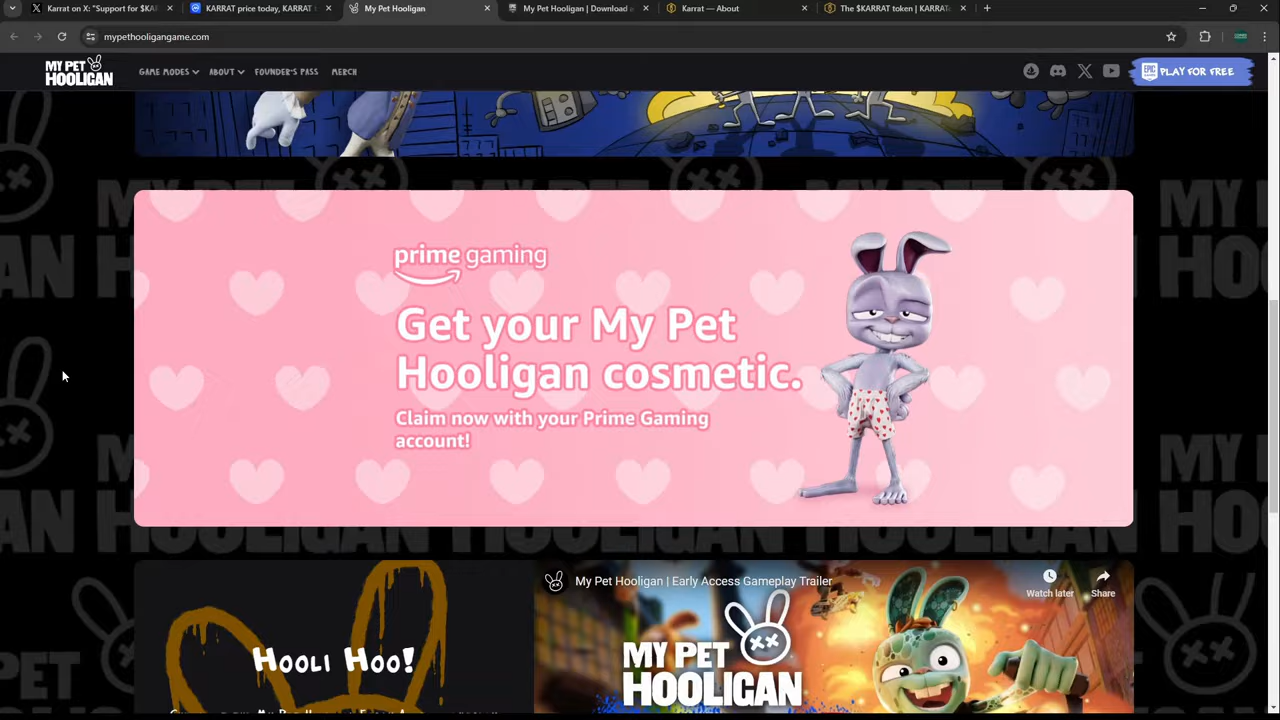 Karrat on X: "Support for $KAR
KARRAT price today, KARRAT t
My Pet Hooligan
My Pet Hooligan | Download a
Karrat — About
The $KARRAT token | KARRAT
mypethooligangame.com
MY PET
HOOLIGAN
GAME MODES
ABOUT
FOUNDER'S PASS
MERCH
EPIC
GAMES
PLAY FOR FREE
prime gaming
Get your My Pet
Hooligan cosmetic.
Claim now with your Prime Gaming
account!
HOOLI HOO!
My Pet Hooligan | Early Access Gameplay Trailer
Watch later
Share
MY PET
HOOLIGAN